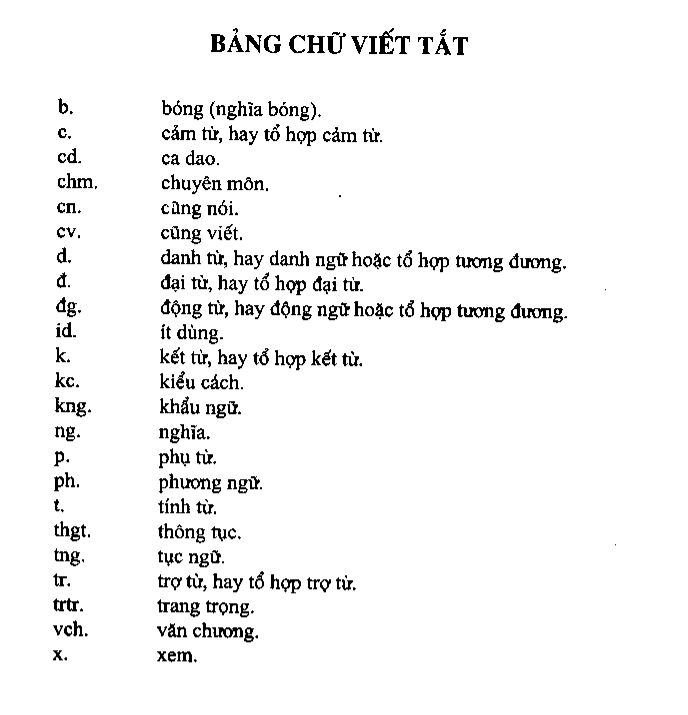 BẢNG CHỮ VIẾT TẮT
b. bóng (nghĩa bóng).
c. cảm từ, hay tổ hợp cảm từ.
cd. ca dao.
chm. chuyên môn.
cn. cũng nói.
cv. cũng viết.
d. danh từ, hay danh ngữ hoặc tổ hợp tương đương.
đ. đại từ, hay tổ hợp đại từ.
đg. động từ, hay động ngữ hoặc tổ hợp tương đương.
id. ít dùng.
k. kết từ, hay tổ hợp kết từ.
kc. kiểu cách.
kng. khẩu ngữ.
ng. nghĩa.
p. phụ từ.
ph. phương ngữ.
t. tính từ.
thgt. thông tục.
tng. tục ngữ.
tr. trợ từ, hay tổ hợp trợ từ.
trtr. trang trọng.
vch. văn chương.
x. xem.